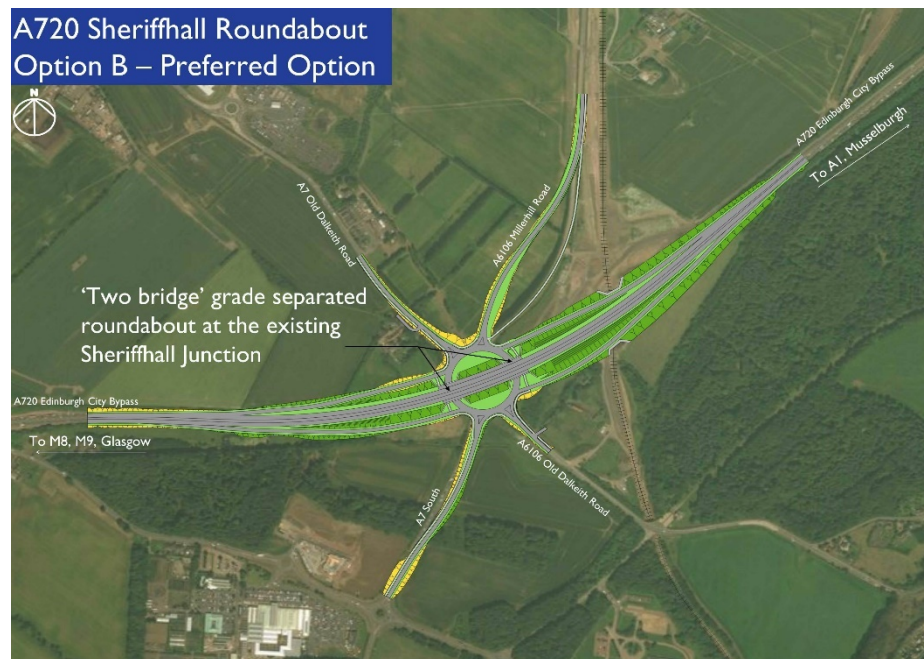 A720 Sheriffhall Roundabout
Option B – Preferred Option
N
A720 Edinburgh City Bypass
To A1, Musselburgh
A7 Old Dalkeith Road
A6106 Millerhill Road
‘Two bridge’ grade separated
roundabout at the existing
Sheriffhall Junction
A720 Edinburgh City Bypass
To M8, M9, Glasgow
A6106 Old Dalkeith Road
A7 South